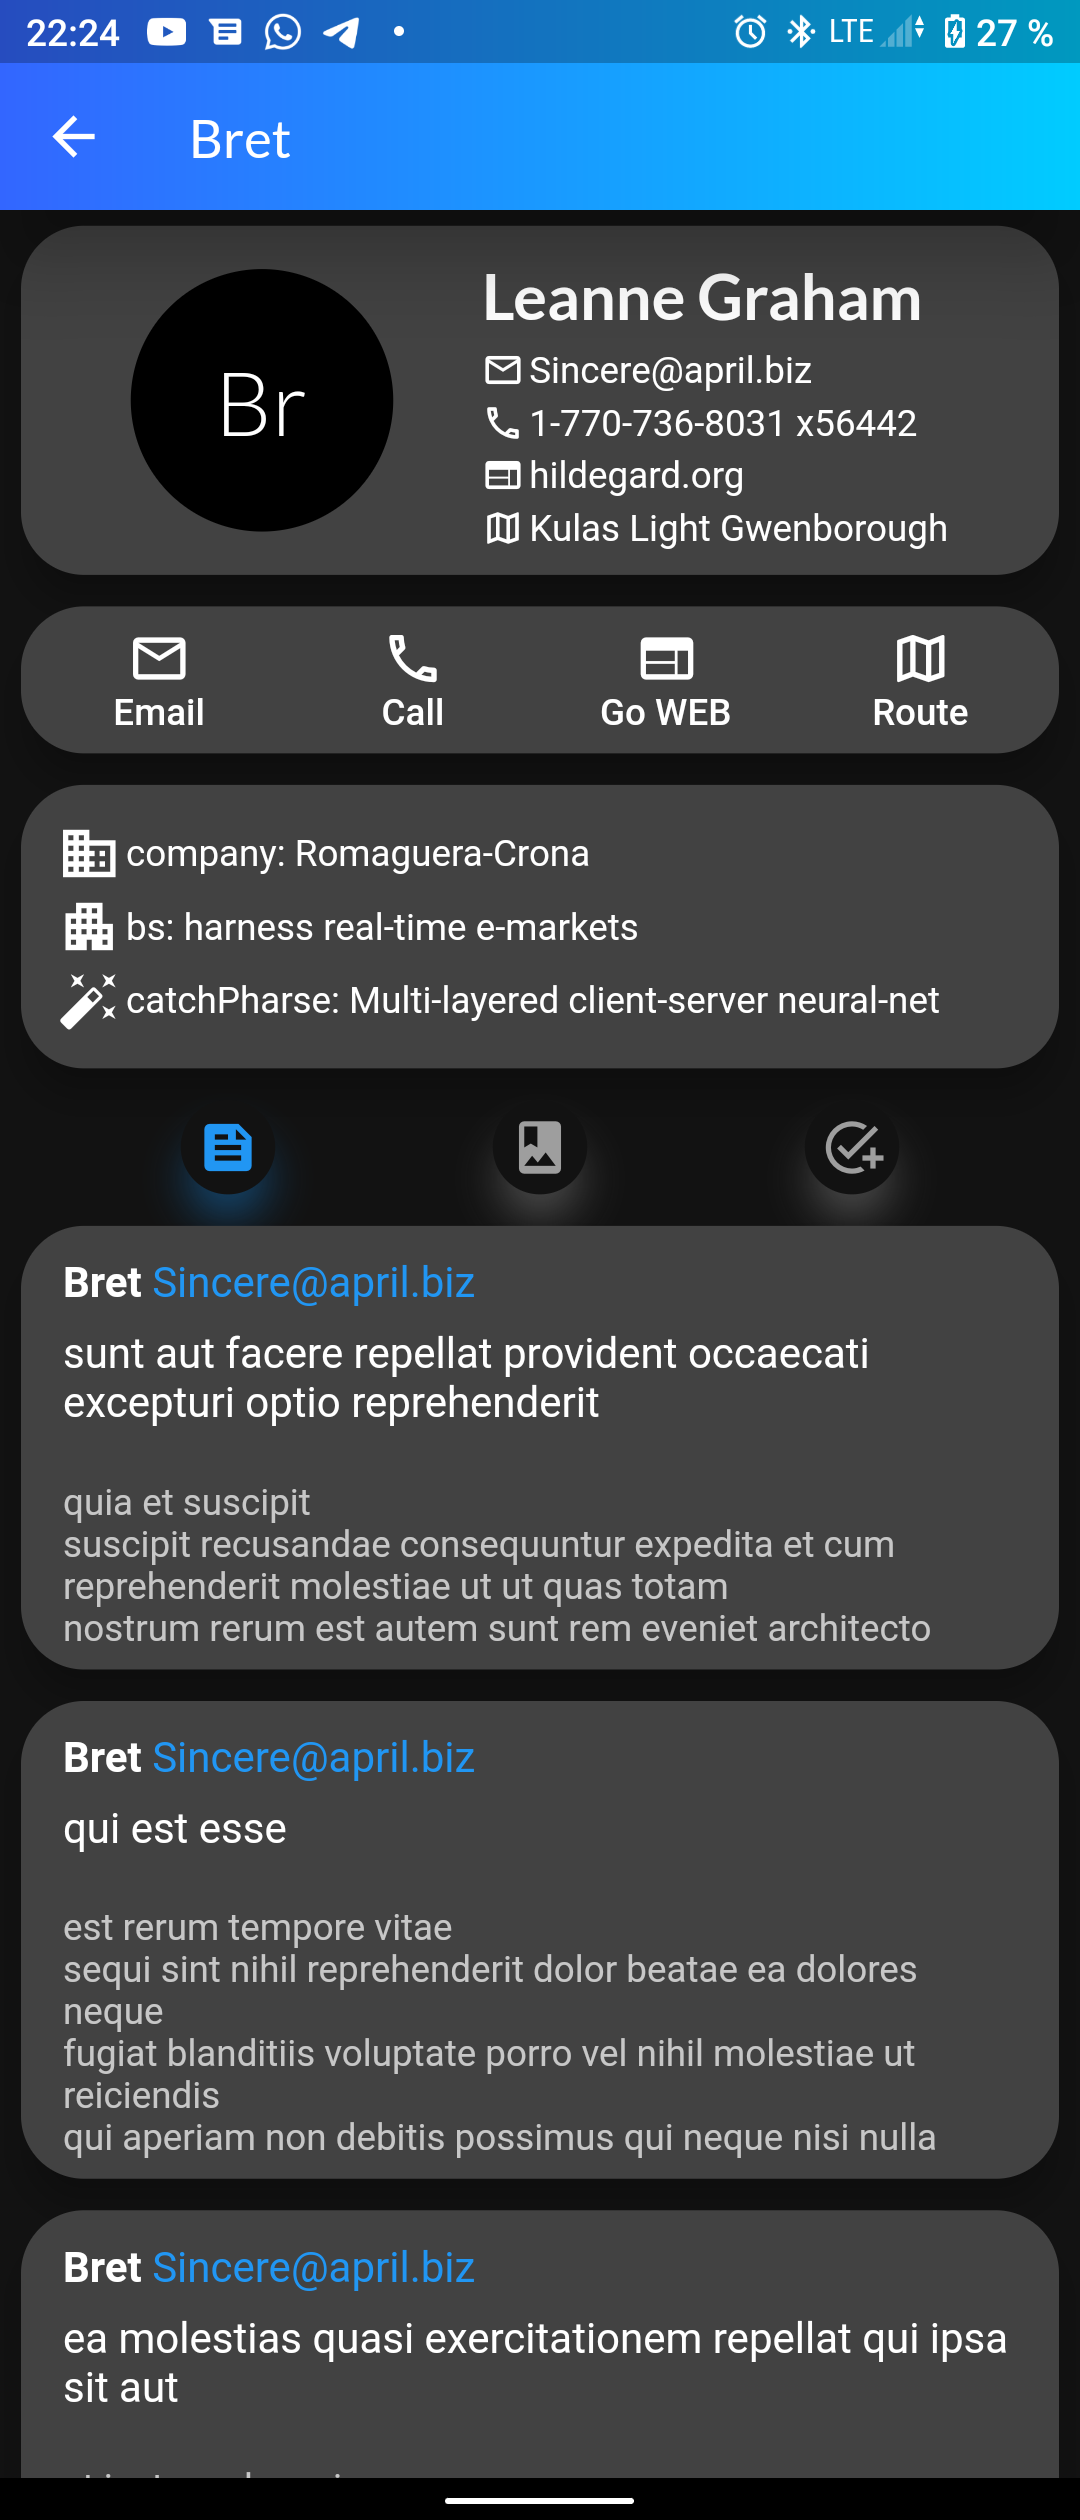 22:24
LTE
27 %
Bret
Br
Leanne Graham
Sincere@april.biz
1-770-736-8031 x56442
hildegard.org
Kulas Light Gwenborough
Email
Call
Go WEB
Route
company: Romaguera-Crona
bs: harness real-time e-markets
catchPharse: Multi-layered client-server neural-net
Bret Sincere@april.biz
sunt aut facere repellat provident occaecati
excepturi optio reprehenderit
quia et suscipit
suscipit recusandae consequuntur expedita et cum
reprehenderit molestiae ut ut quas totam
nostrum rerum est autem sunt rem eveniet architecto
Bret Sincere@april.biz
qui est esse
est rerum tempore vitae
sequi sint nihil reprehenderit dolor beatae ea dolores
neque
fugiat blanditiis voluptate porro vel nihil molestiae ut
reiciendis
qui aperiam non debitis possimus qui neque nisi nulla
Bret Sincere@april.biz
ea molestias quasi exercitationem repellat qui ipsa
sit aut